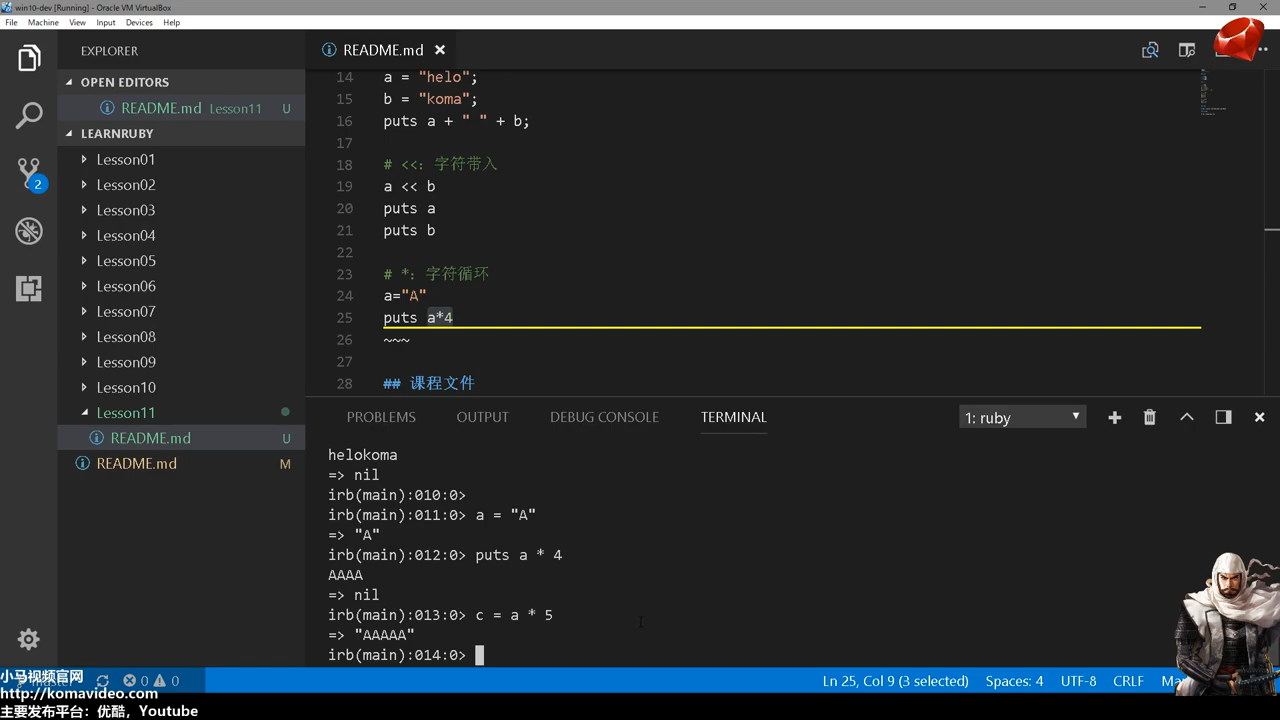 win10-dev [Running] - Oracle VM VirtualBox
File Machine View Input Devices Help
EXPLORER
OPEN EDITORS
README.md Lesson11 U
LEARNRUBY
Lesson01
Lesson02
Lesson03
Lesson04
Lesson05
Lesson06
Lesson07
Lesson08
Lesson09
Lesson10
Lesson11
README.md U
README.md M
2
README.md
14 a = "helo";
15 b = "koma";
16 puts a + " " + b;
17
18 # <<: 字符带入
19 a << b
20 puts a
21 puts b
22
23 # *: 字符循环
24 a="A"
25 puts a*4
26 ~~~
27
28 ## 课程文件
PROBLEMS OUTPUT DEBUG CONSOLE TERMINAL 1: ruby
helokoma
=> nil
irb(main):010:0>
irb(main):011:0> a = "A"
=> "A"
irb(main):012:0> puts a * 4
AAAA
=> nil
irb(main):013:0> c = a * 5
=> "AAAAA"
irb(main):014:0>
小马视频官网
http://komavideo.com
主要发布平台: 优酷, Youtube
0 0
Ln 25, Col 9 (3 selected) Spaces: 4 UTF-8 CRLF